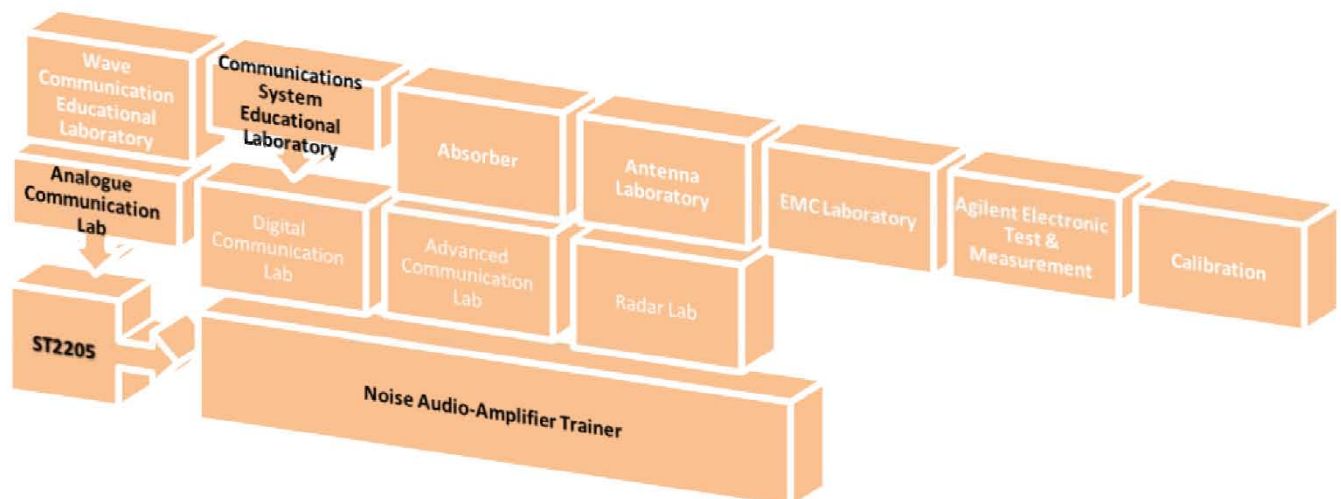 Wave
Communication
Educational
Laboratory
Communications
System
Educational
Laboratory
Absorber
Antenna
Laboratory
EMC Laboratory
Agilent Electronic
Test &
Measurement
Calibration
Analogue
Communication
Lab
Digital
Communication
Lab
Advanced
Communication
Lab
Radar Lab
ST2205
Noise Audio-Amplifier Trainer